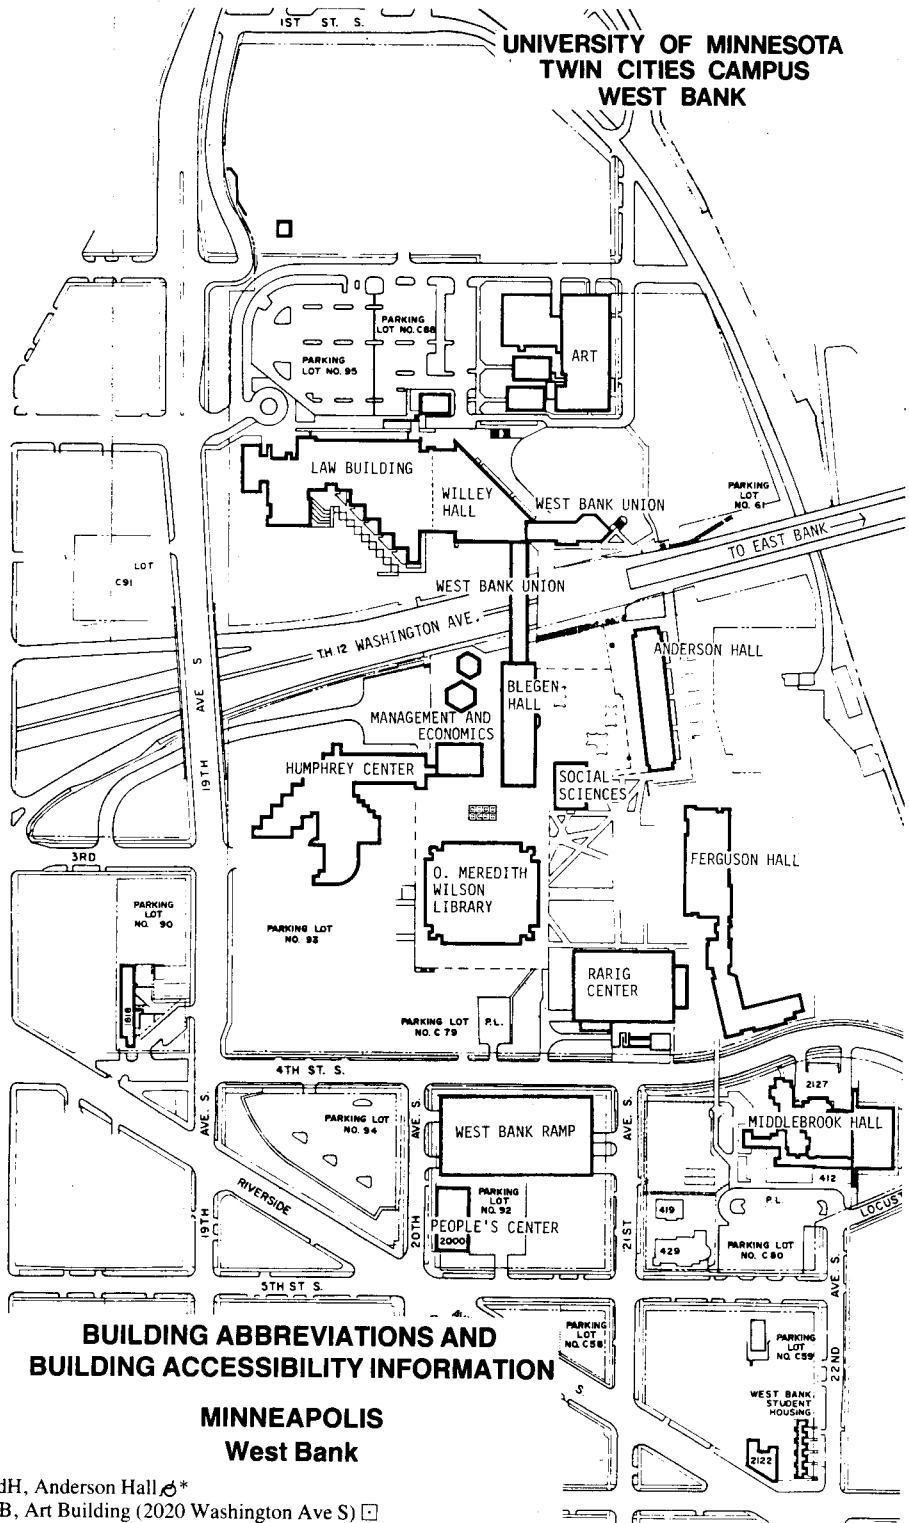 1ST ST. S.
UNIVERSITY OF MINNESOTA
TWIN CITIES CAMPUS
WEST BANK
PARKING
LOT NO. C88
PARKING
LOT NO. 95
ART
LAW BUILDING
WILLEY
HALL
WEST BANK UNION
PARKING
LOT
NO. 61
TO EAST BANK
LOT
C91
WEST BANK UNION
T.H. 12 WASHINGTON AVE.
19TH AVE S
ANDERSON HALL
BLEGEN
HALL
MANAGEMENT AND
ECONOMICS
HUMPHREY CENTER
SOCIAL
SCIENCES
3RD
FERGUSON HALL
O. MEREDITH
WILSON
LIBRARY
PARKING
LOT
NO. 90
PARKING LOT
NO. 93
1818
RARIG
CENTER
PARKING LOT
NO. C 79
P.L.
4TH ST. S.
2127
19TH AVE. S.
PARKING LOT
NO. 94
20TH AVE. S.
WEST BANK RAMP
21ST AVE. S.
MIDDLEBROOK HALL
412
RIVERSIDE
PARKING
LOT
NO. 92
PEOPLE'S CENTER
2000
419
429
P.L.
LOCUST
PARKING LOT
NO. C80
5TH ST S.
22ND AVE. S.
BUILDING ABBREVIATIONS AND
BUILDING ACCESSIBILITY INFORMATION
PARKING
LOT
NO. C58
PARKING
LOT
NO. C59
MINNEAPOLIS
West Bank
S.
WEST BANK
STUDENT
HOUSING
2122
dH, Anderson Hall *
B, Art Building (2020 Washington Ave S)